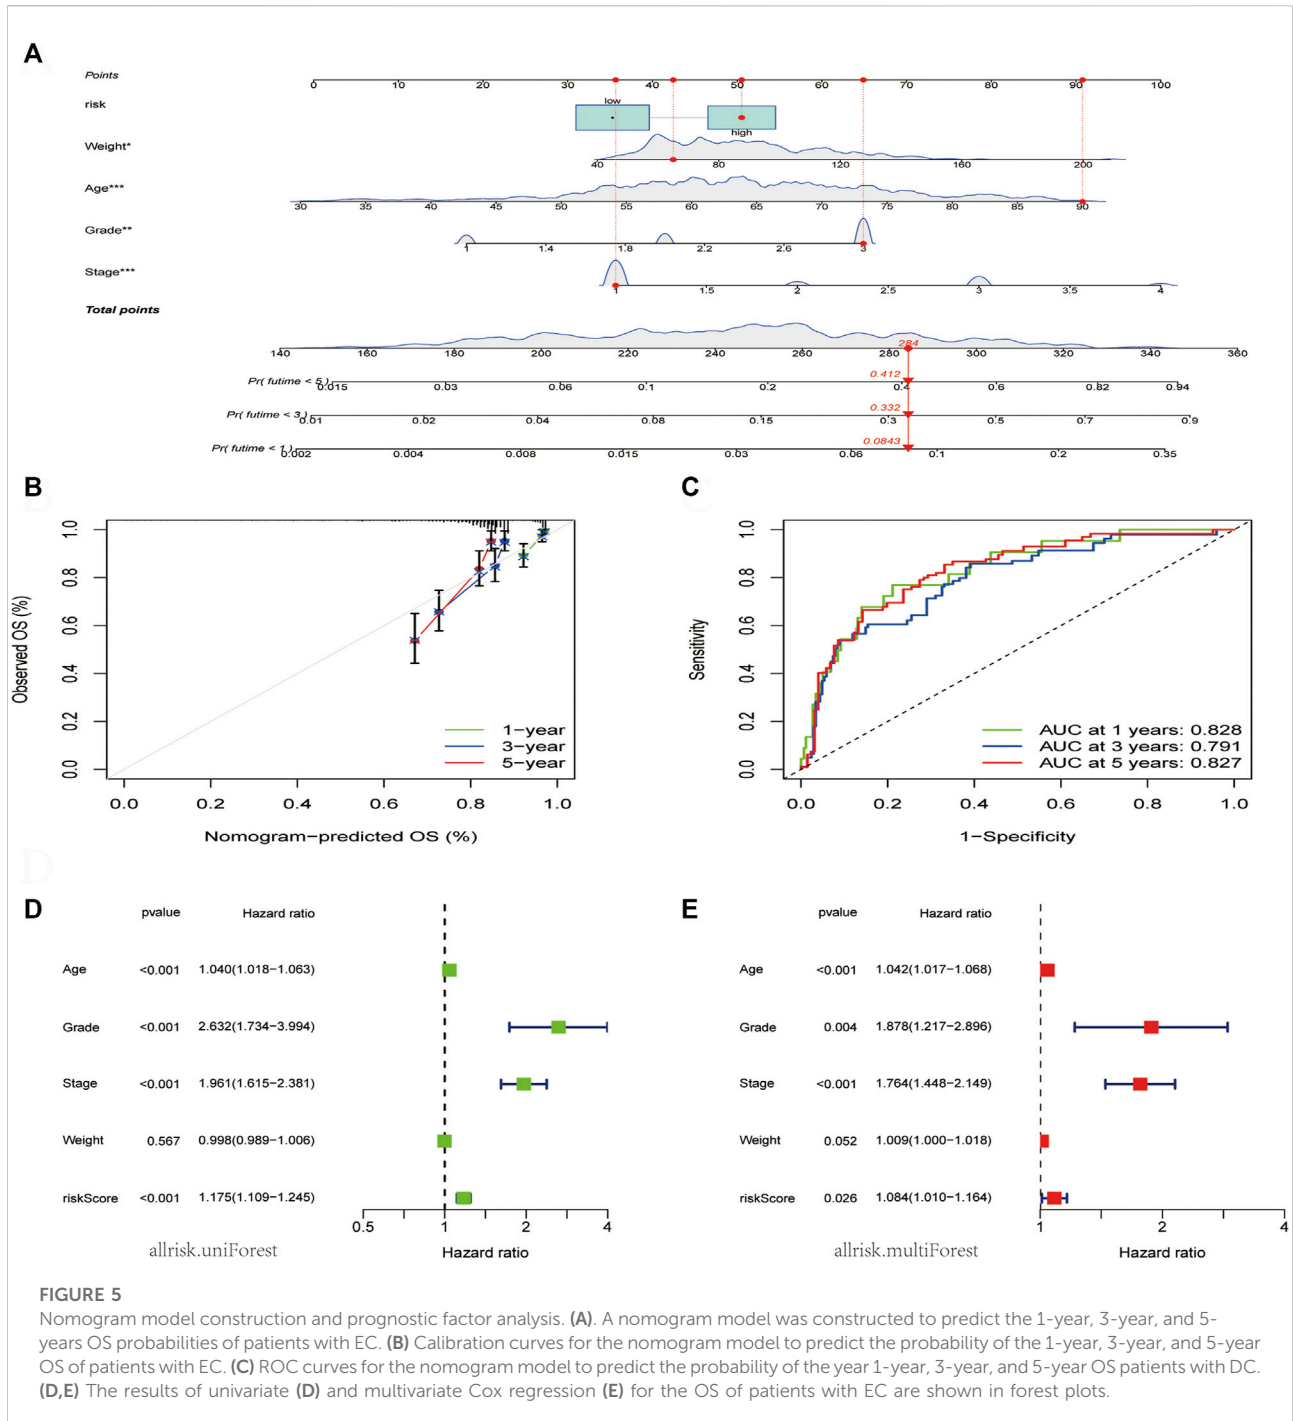 A
Points
0 10 20 30 40 50 60 70 80 90 100
risk
low
high
Weight*
40 80 120 160 200
Age***
30 35 40 45 50 55 60 65 70 75 80 85 90
Grade**
1 1.4 1.8 2.2 2.6 3
Stage***
1 1.5 2 2.5 3 3.5 4
Total points
284
140 160 180 200 220 240 260 280 300 320 340 360
0.412
Pr( futime < 5 )
0.015 0.03 0.06 0.1 0.2 0.4 0.6 0.82 0.94
0.332
Pr( futime < 3 )
0.01 0.02 0.04 0.08 0.15 0.3 0.5 0.7 0.9
0.0843
Pr( futime < 1 )
0.002 0.004 0.008 0.015 0.03 0.06 0.1 0.2 0.35
B
Observed OS (%)
1.0
0.8
0.6
0.4
0.2
0.0
1-year
3-year
5-year
0.0 0.2 0.4 0.6 0.8 1.0
Nomogram-predicted OS (%)
C
Sensitivity
1.0
0.8
0.6
0.4
0.2
0.0
AUC at 1 years: 0.828
AUC at 3 years: 0.791
AUC at 5 years: 0.827
0.0 0.2 0.4 0.6 0.8 1.0
1-Specificity
D
pvalue Hazard ratio
Age <0.001 1.040(1.018-1.063)
Grade <0.001 2.632(1.734-3.994)
Stage <0.001 1.961(1.615-2.381)
Weight 0.567 0.998(0.989-1.006)
riskScore <0.001 1.175(1.109-1.245)
0.5 1 2 4
allrisk.uniForest
Hazard ratio
E
pvalue Hazard ratio
Age <0.001 1.042(1.017-1.068)
Grade 0.004 1.878(1.217-2.896)
Stage <0.001 1.764(1.448-2.149)
Weight 0.052 1.009(1.000-1.018)
riskScore 0.026 1.084(1.010-1.164)
1 2 4
allrisk.multiForest
Hazard ratio
FIGURE 5
Nomogram model construction and prognostic factor analysis. (A). A nomogram model was constructed to predict the 1-year, 3-year, and 5-
years OS probabilities of patients with EC. (B) Calibration curves for the nomogram model to predict the probability of the 1-year, 3-year, and 5-year
OS of patients with EC. (C) ROC curves for the nomogram model to predict the probability of the year 1-year, 3-year, and 5-year OS patients with DC.
(D,E) The results of univariate (D) and multivariate Cox regression (E) for the OS of patients with EC are shown in forest plots.